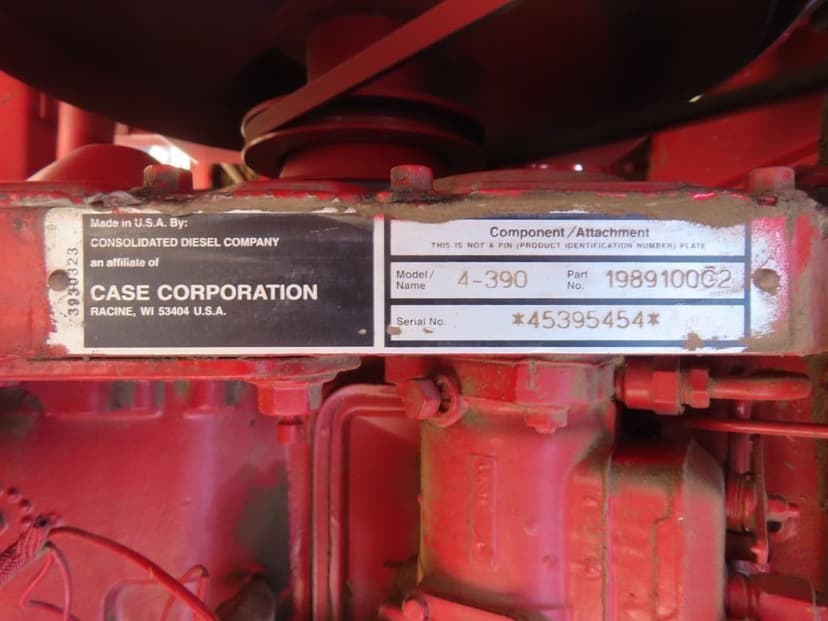 3930323
Made in U.S.A. By:
CONSOLIDATED DIESEL COMPANY
an affiliate of
CASE CORPORATION
RACINE, WI 53404 U.S.A.
Component/Attachment
THIS IS NOT A PIN (PRODUCT IDENTIFICATION NUMBER) PLATE
Model/ Name 4-390 Part No. 1989100C2
Serial No. *45395454*